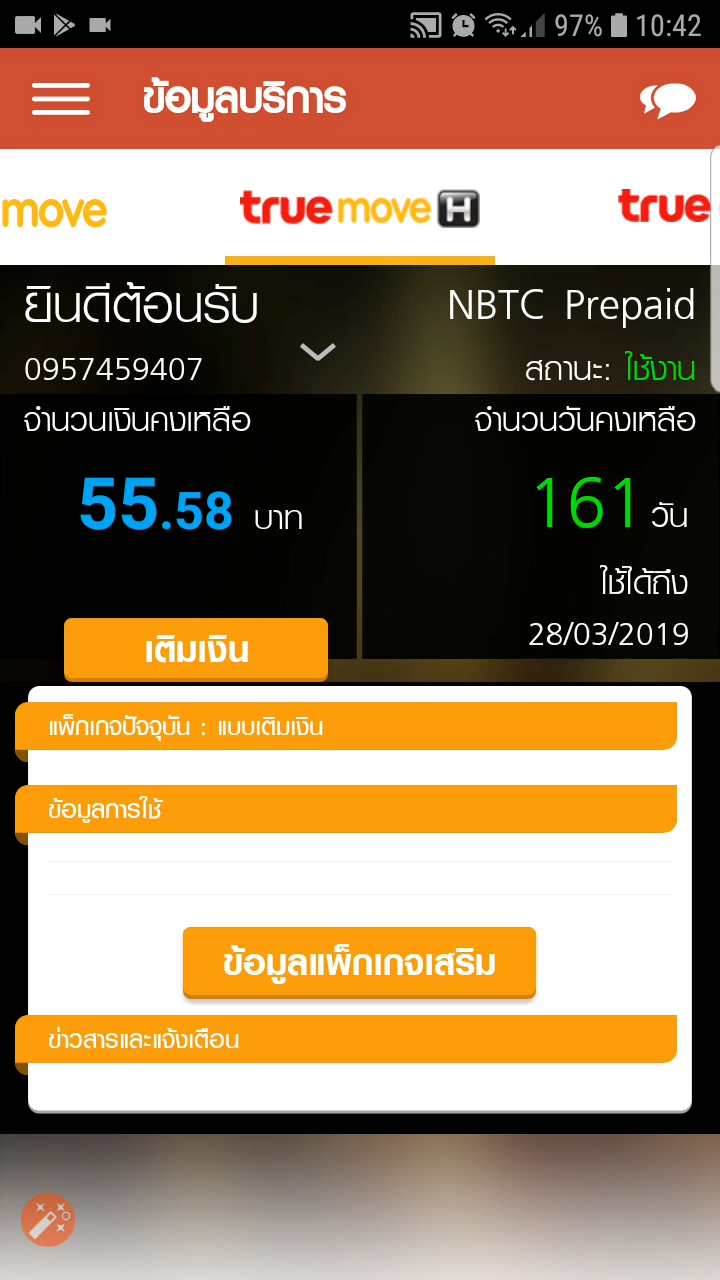 97% 10:42
ข้อมูลบริการ
move truemove H true
ยินดีต้อนรับ NBTC Prepaid
0957459407 สถานะ: ใช้งาน
จำนวนเงินคงเหลือ จำนวนวันคงเหลือ
55.58 บาท 161 วัน
ใช้ได้ถึง
28/03/2019
เติมเงิน
แพ็กเกจปัจจุบัน : แบบเติมเงิน
ข้อมูลการใช้
ข้อมูลแพ็กเกจเสริม
ข่าวสารและแจ้งเตือน